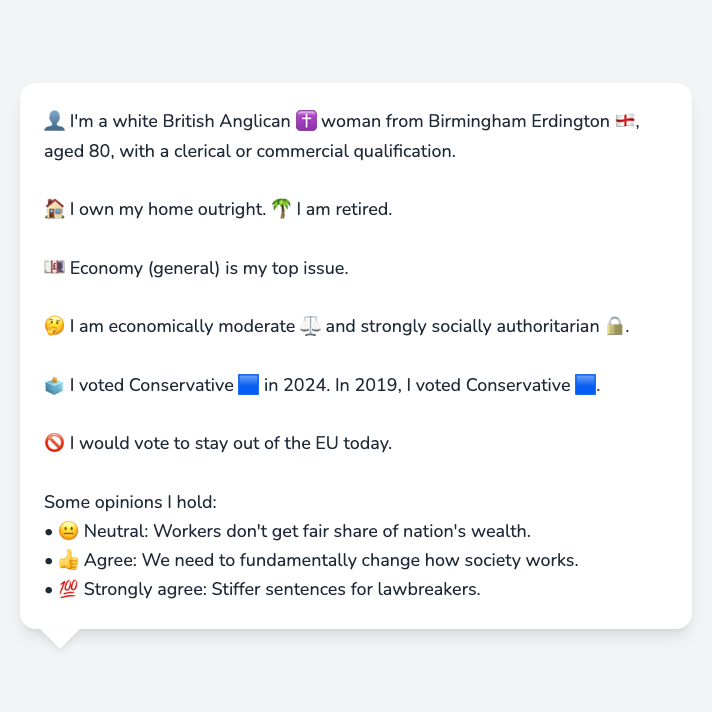 👤 I'm a white British Anglican ✝️ woman from Birmingham Erdington 🏴󠁧󠁢󠁥󠁮󠁧󠁿,
aged 80, with a clerical or commercial qualification.
🏠 I own my home outright. 🌴 I am retired.
💷 Economy (general) is my top issue.
🤔 I am economically moderate ⚖️ and strongly socially authoritarian 🔒.
🗳️ I voted Conservative 🟦 in 2024. In 2019, I voted Conservative 🟦.
🚫 I would vote to stay out of the EU today.
Some opinions I hold:
• 😐 Neutral: Workers don't get fair share of nation's wealth.
• 👍 Agree: We need to fundamentally change how society works.
• 💯 Strongly agree: Stiffer sentences for lawbreakers.